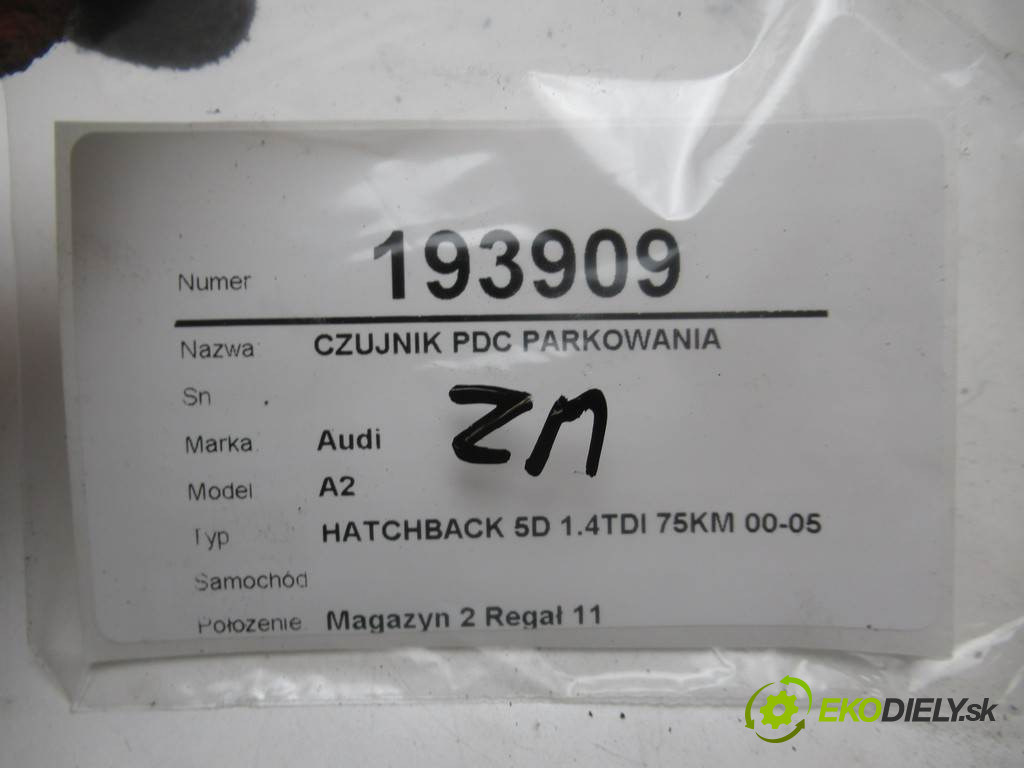 Numer 193909
Nazwa CZUJNIK PDC PARKOWANIA
Sn
ZN
Marka Audi
Model A2
Typ HATCHBACK 5D 1.4TDI 75KM 00-05
Samochód
Położenie Magazyn 2 Regał 11
EKODIELY.sk